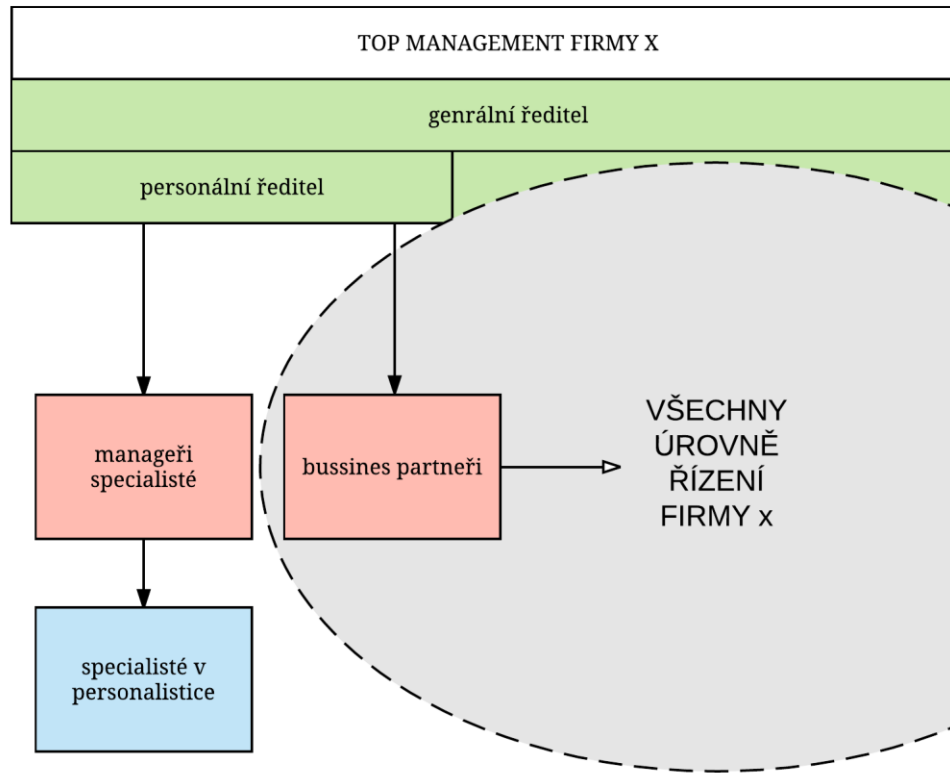 TOP MANAGEMENT FIRMY X
genrální ředitel
personální ředitel
manageři
specialisté
bussines partneři
VŠECHNY
ÚROVNĚ
ŘÍZENÍ
FIRMY x
specialisté v
personalistice